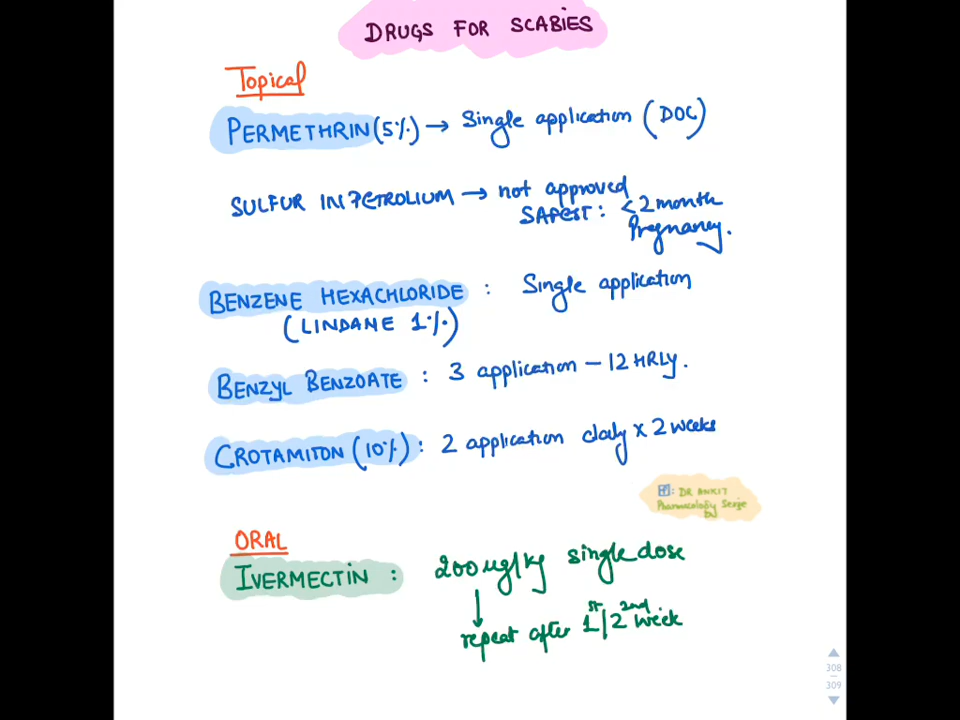 DRUGS FOR SCABIES
Topical
PERMETHRIN (5%) → Single application (DOC)
SULFUR IN PETROLIUM → not approved
SAFEST : < 2 month
Pregnancy.
BENZENE HEXACHLORIDE : Single application
(LINDANE 1%)
BENZYL BENZOATE : 3 application - 12 HRLY.
CROTAMITON (10%) : 2 application daly x 2 weeks
: DR ANKIT
Pharmacology
ORAL
IVERMECTIN : 200 ug/kg single dose
↓
repeat after 1st/2nd week
308
309